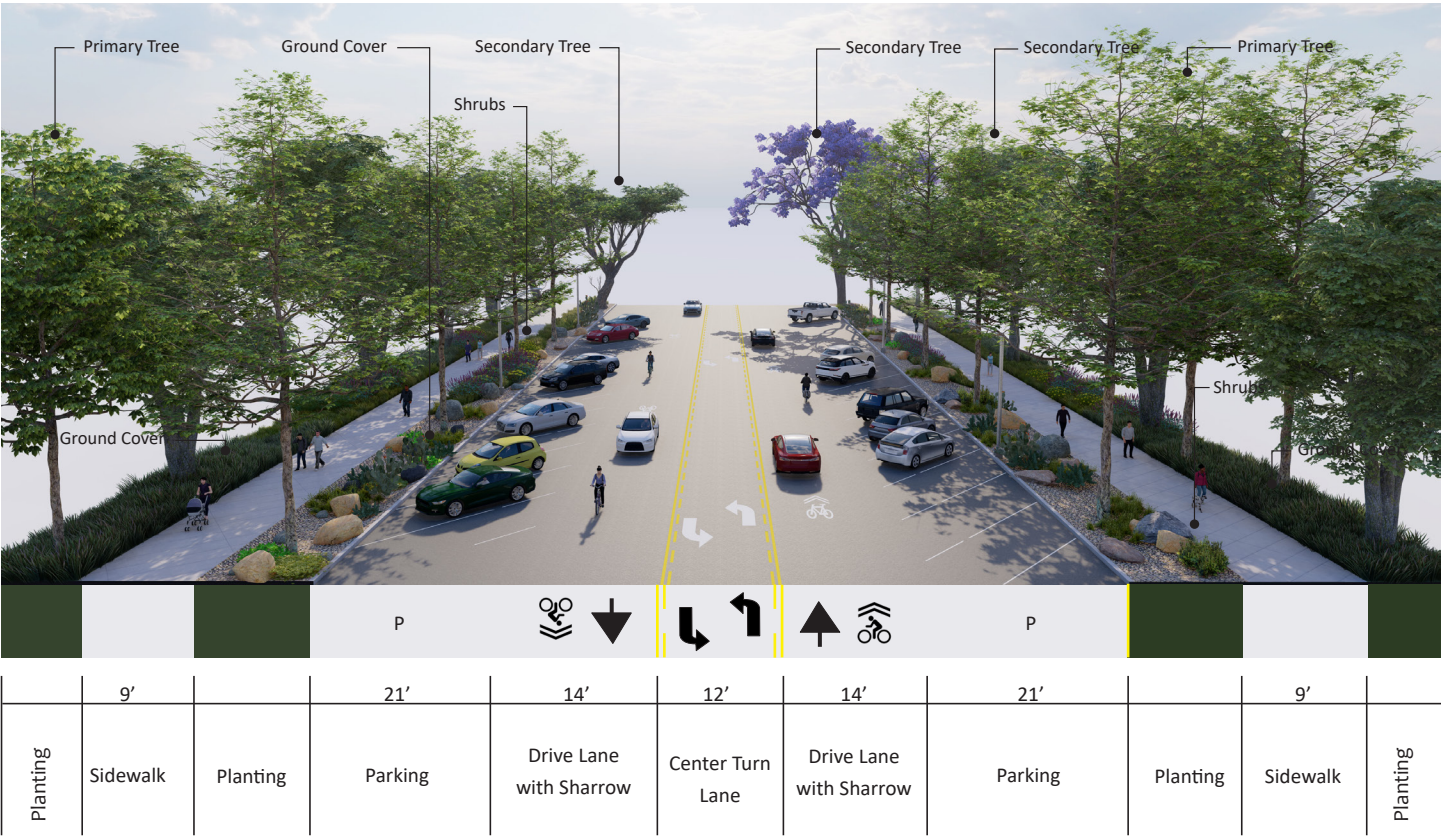 Primary Tree
Ground Cover
Secondary Tree
Secondary Tree
Secondary Tree
Primary Tree
Shrubs
Shrubs
Ground Cover
P
P
9′
21′
14′
12′
14′
21′
9′
Planting
Sidewalk
Planting
Parking
Drive Lane
with Sharrow
Center Turn
Lane
Drive Lane
with Sharrow
Parking
Planting
Sidewalk
Planting